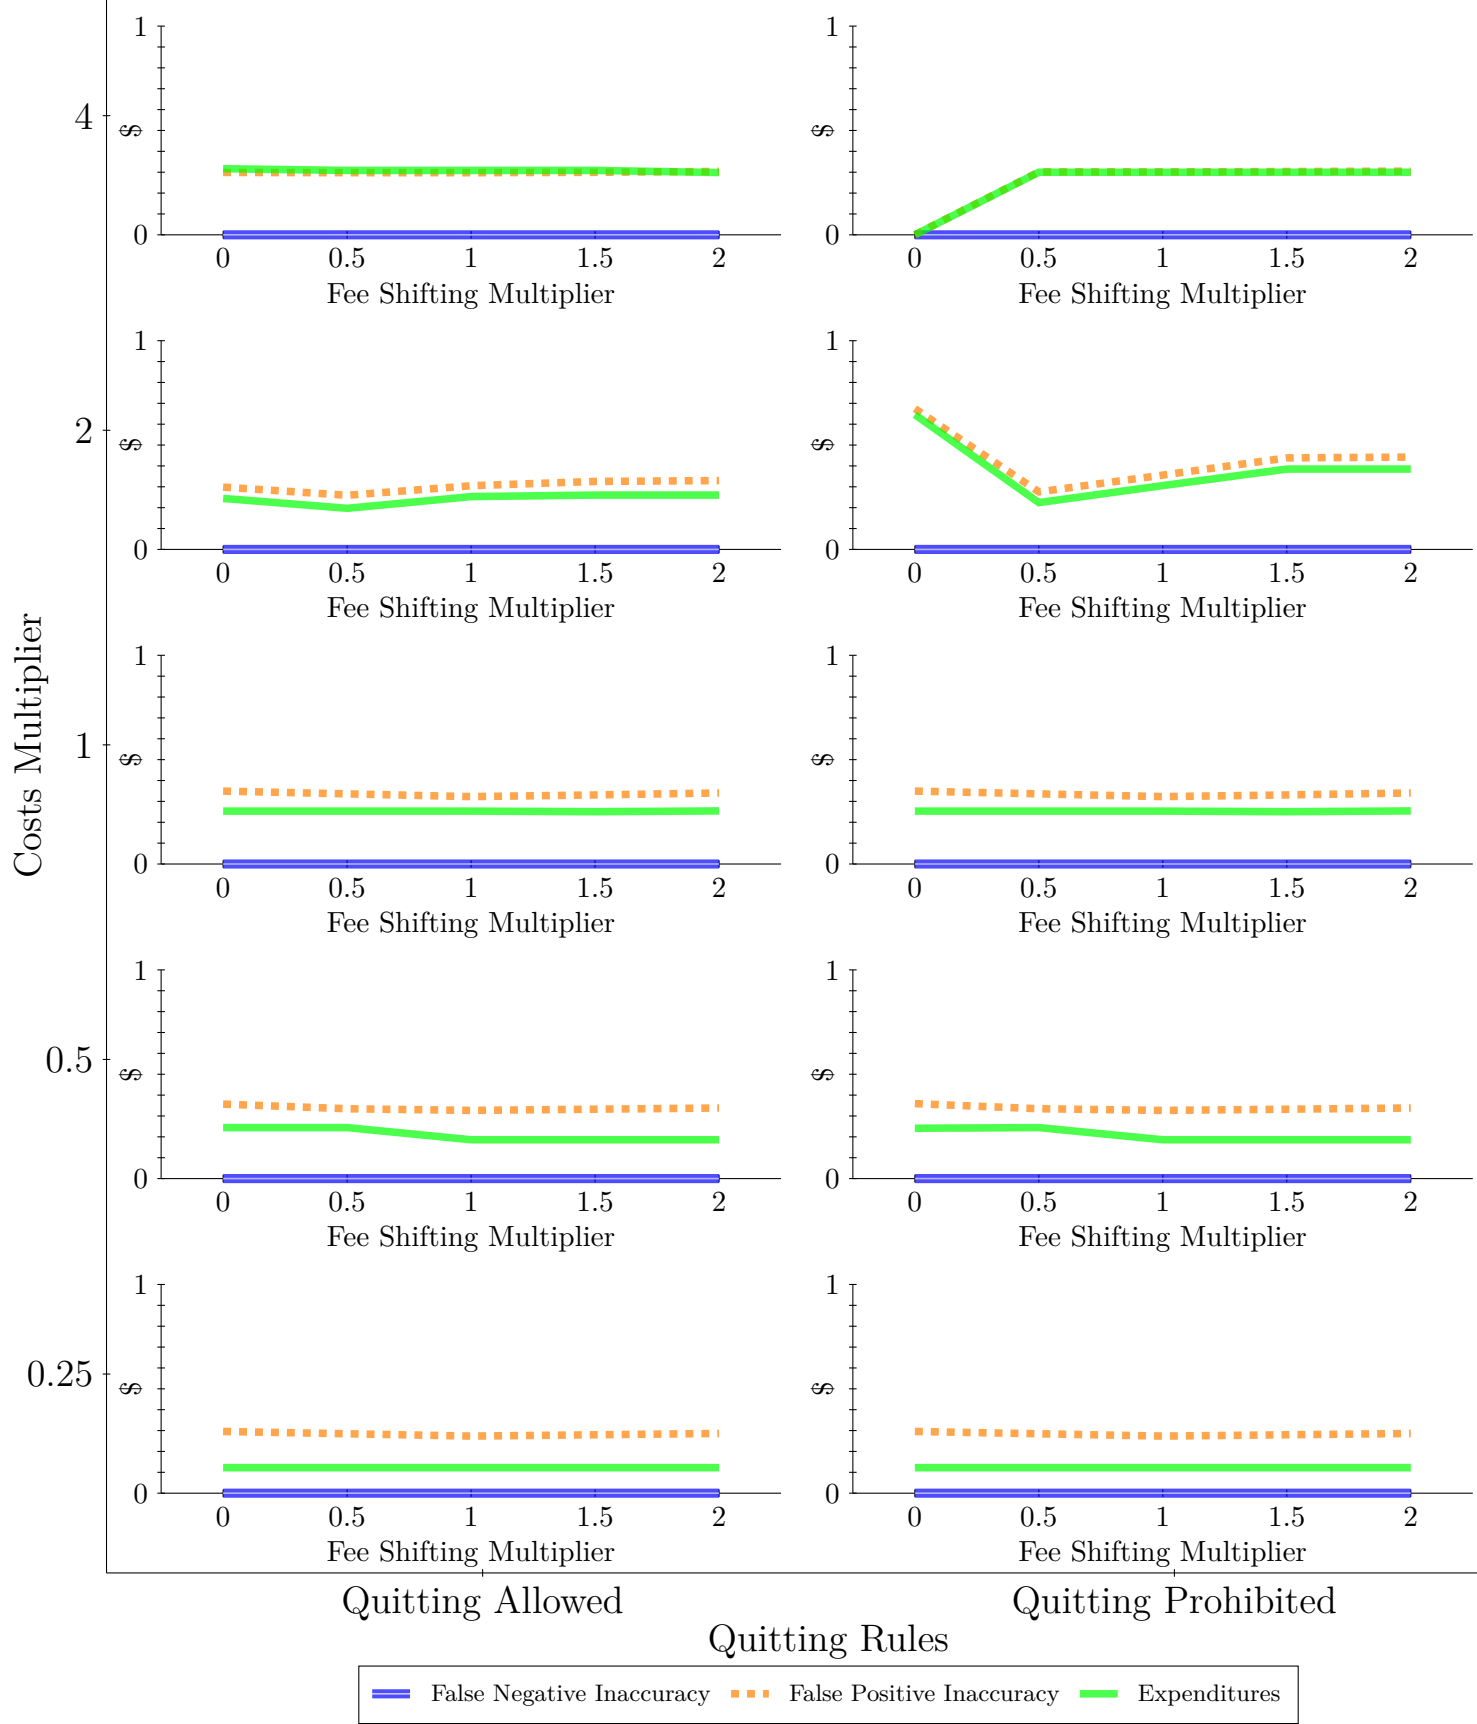 1
$
0
0 0.5 1 1.5 2
Fee Shifting Multiplier
1
$
0
0 0.5 1 1.5 2
Fee Shifting Multiplier
4
1
$
0
0 0.5 1 1.5 2
Fee Shifting Multiplier
1
$
0
0 0.5 1 1.5 2
Fee Shifting Multiplier
2
1
$
0
0 0.5 1 1.5 2
Fee Shifting Multiplier
1
$
0
0 0.5 1 1.5 2
Fee Shifting Multiplier
1
Costs Multiplier
1
$
0
0 0.5 1 1.5 2
Fee Shifting Multiplier
1
$
0
0 0.5 1 1.5 2
Fee Shifting Multiplier
0.5
1
$
0
0 0.5 1 1.5 2
Fee Shifting Multiplier
1
$
0
0 0.5 1 1.5 2
Fee Shifting Multiplier
0.25
Quitting Allowed
Quitting Prohibited
Quitting Rules
False Negative Inaccuracy
False Positive Inaccuracy
Expenditures